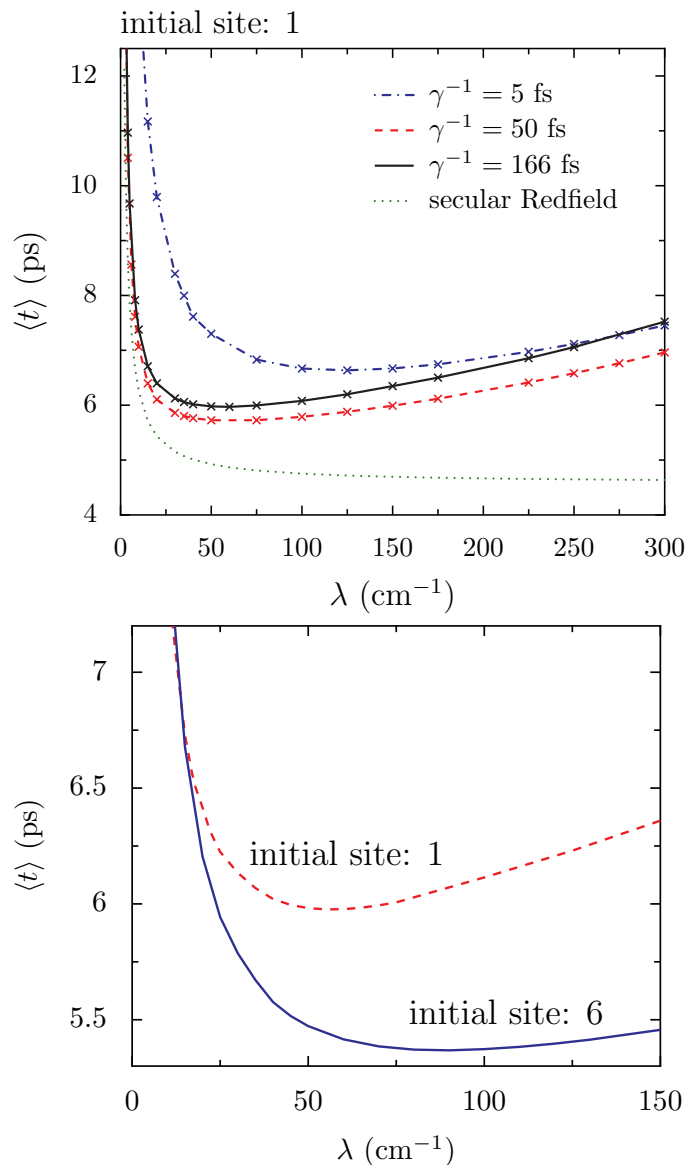 initial site: 1
12
10
8
6
4
⟨t⟩ (ps)
γ⁻¹ = 5 fs
γ⁻¹ = 50 fs
γ⁻¹ = 166 fs
secular Redfield
0 50 100 150 200 250 300
λ (cm⁻¹)
7
6.5
6
5.5
⟨t⟩ (ps)
initial site: 1
initial site: 6
0 50 100 150
λ (cm⁻¹)